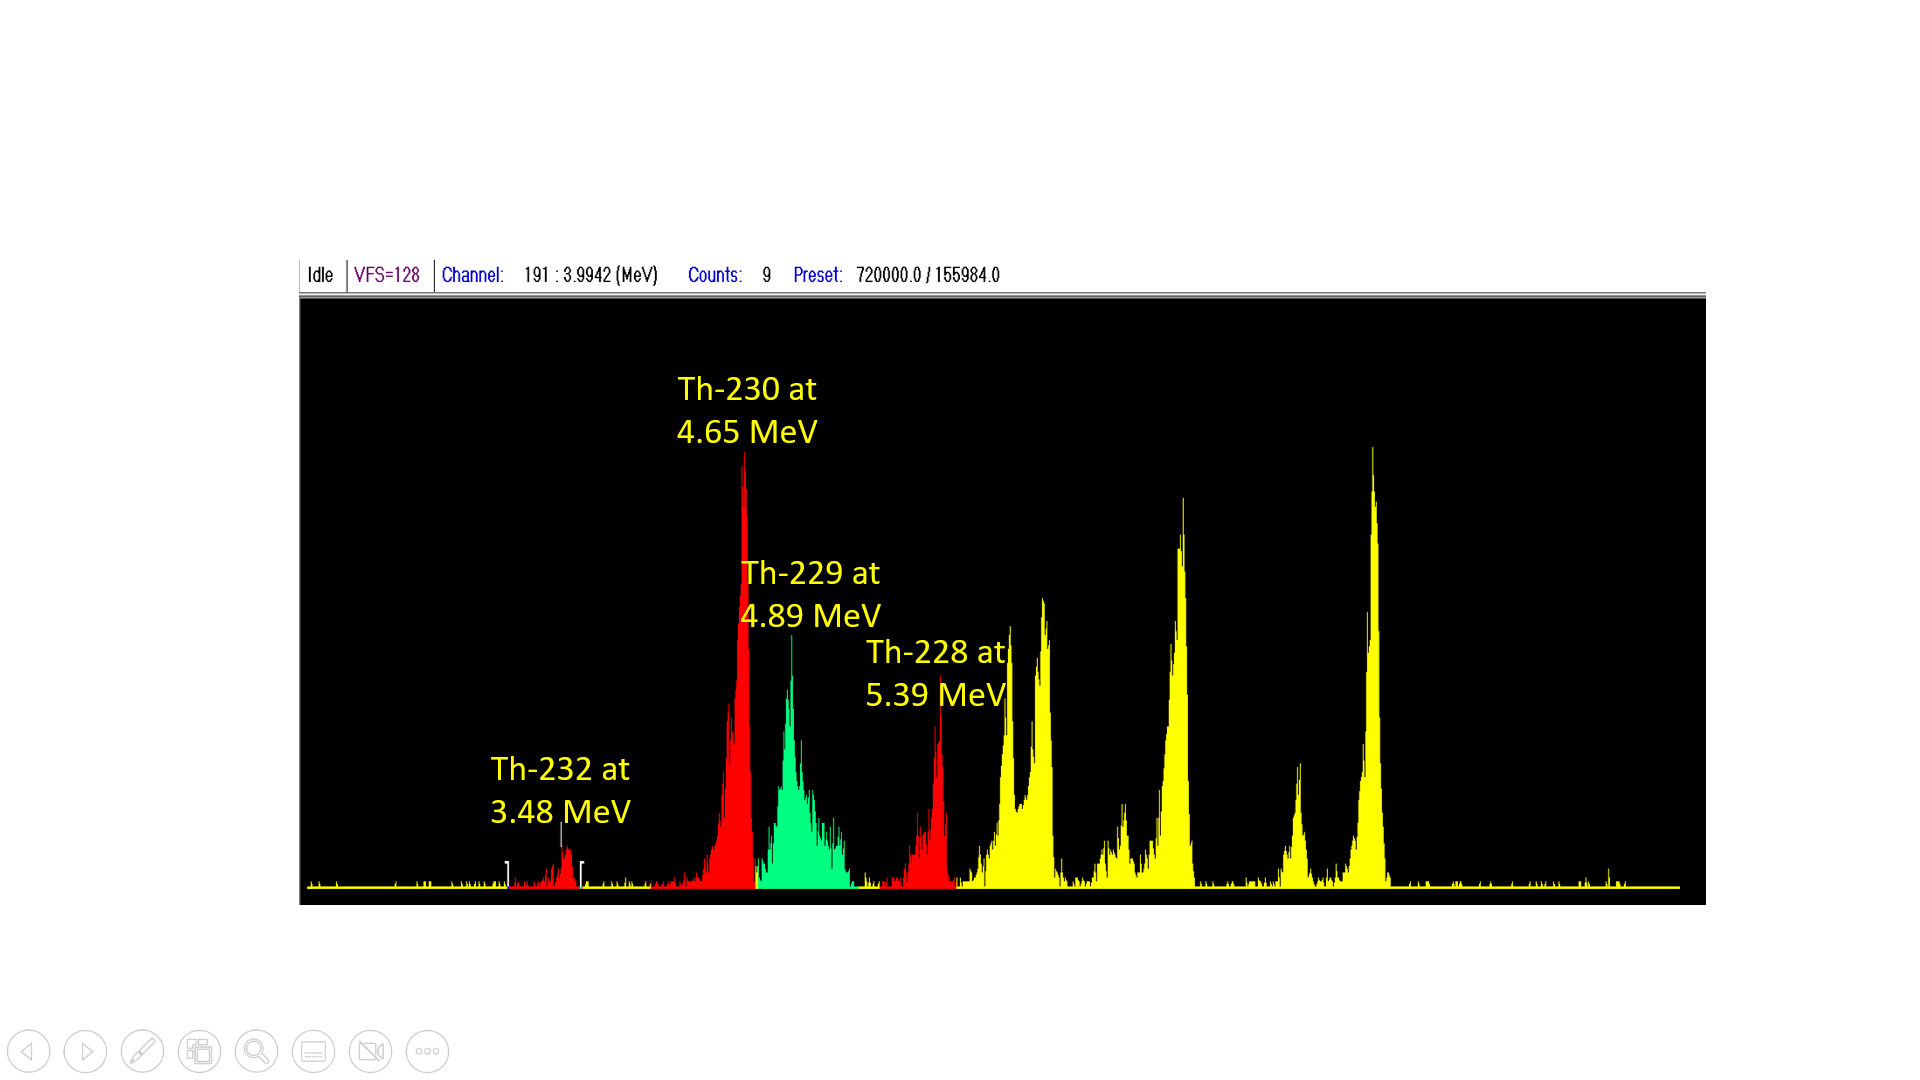 Idle VFS=128 Channel: 191 : 3.9942 (MeV) Counts: 9 Preset: 720000.0 / 155984.0
Th-230 at
4.65 MeV
Th-229 at
4.89 MeV
Th-228 at
5.39 MeV
Th-232 at
3.48 MeV